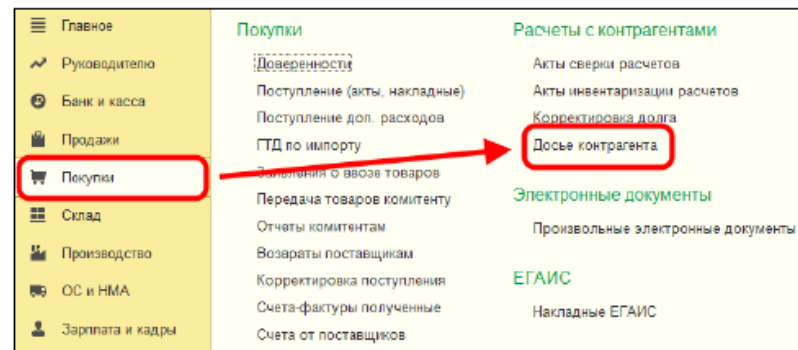 Главное
Руководителю
Банк и касса
Продажи
Покупки
Склад
Производство
ОС и НМА
Зарплата и кадры
Покупки
Доверенности
Поступление (акты, накладные)
Поступление доп. расходов
ГТД по импорту
Заявления о ввозе товаров
Передача товаров комитенту
Отчеты комитентам
Возвраты поставщикам
Корректировка поступления
Счета-фактуры полученные
Счета от поставщиков
Расчеты с контрагентами
Акты сверки расчетов
Акты инвентаризации расчетов
Корректировка долга
Досье контрагента
Электронные документы
Произвольные электронные документы
ЕГАИС
Накладные ЕГАИС